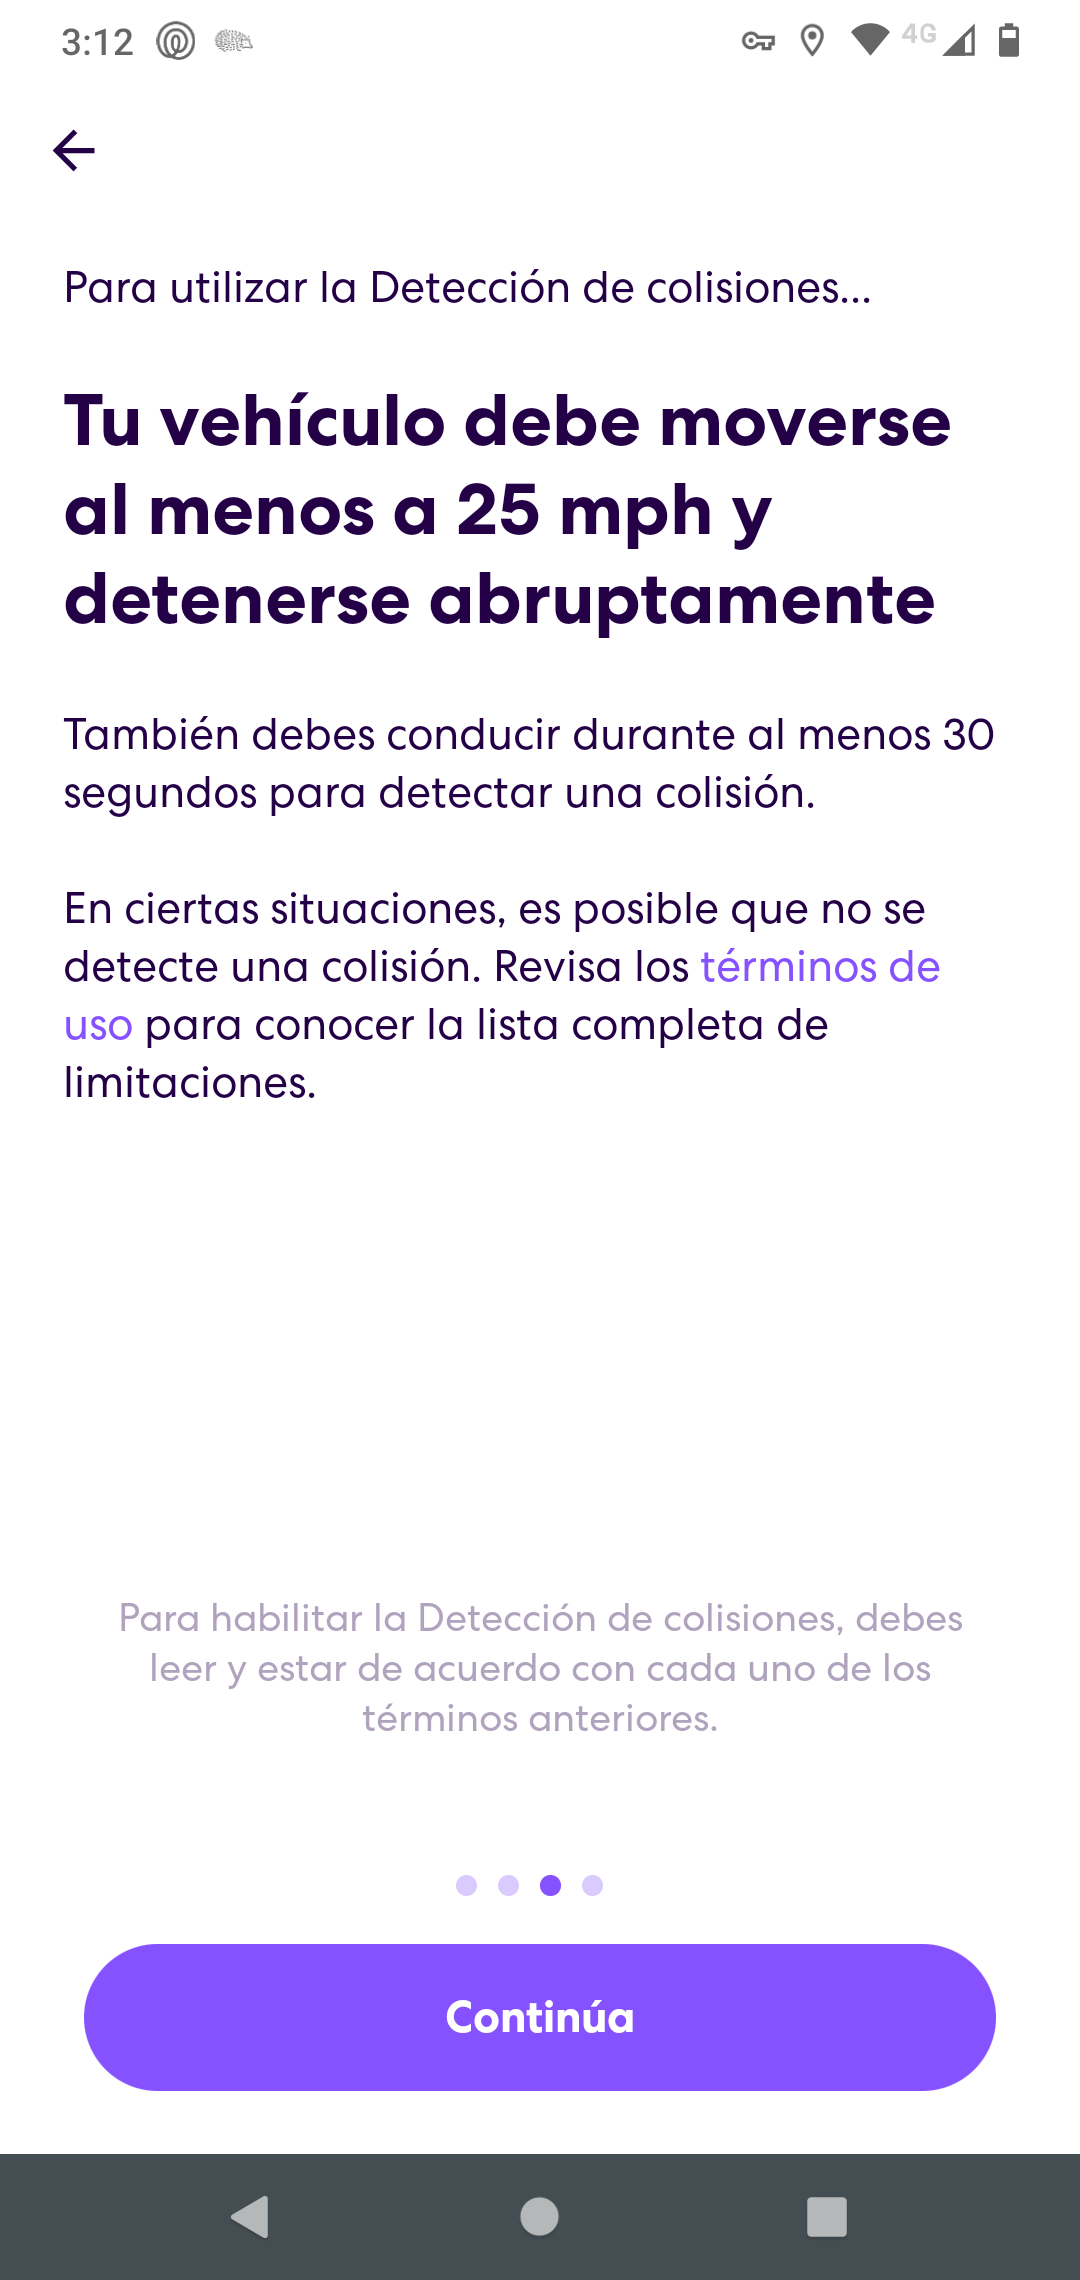 3:12
4G
Para utilizar la Detección de colisiones...
Tu vehículo debe moverse
al menos a 25 mph y
detenerse abruptamente
También debes conducir durante al menos 30
segundos para detectar una colisión.
En ciertas situaciones, es posible que no se
detecte una colisión. Revisa los términos de
uso para conocer la lista completa de
limitaciones.
Para habilitar la Detección de colisiones, debes
leer y estar de acuerdo con cada uno de los
términos anteriores.
Continúa